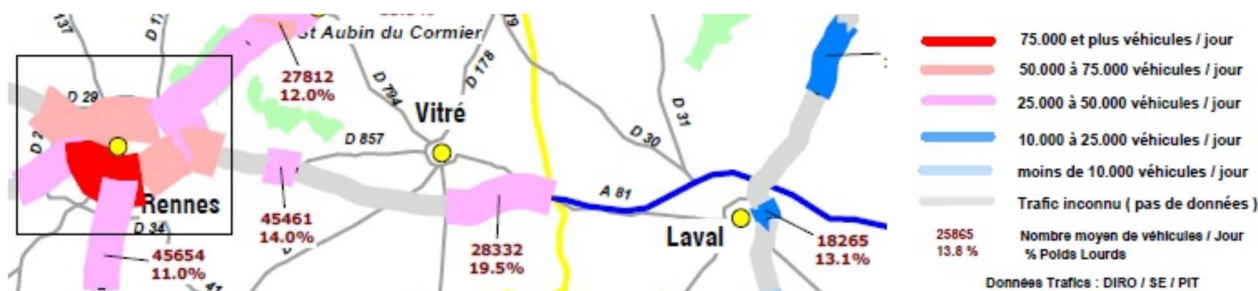 137
St Aubin du Cormier
27812
12.0%
D 794
D 178
D 29
Vitré
D 857
D 30
D 31
A 81
Rennes
D 34
45461
14.0%
28332
19.5%
Laval
18265
13.1%
45654
11.0%
41
75.000 et plus véhicules / jour
50.000 à 75.000 véhicules / jour
25.000 à 50.000 véhicules / jour
10.000 à 25.000 véhicules / jour
moins de 10.000 véhicules / jour
Trafic inconnu ( pas de données )
25865 Nombre moyen de véhicules / Jour
13.8 % % Poids Lourds
Données Trafics : DIRO / SE / PIT